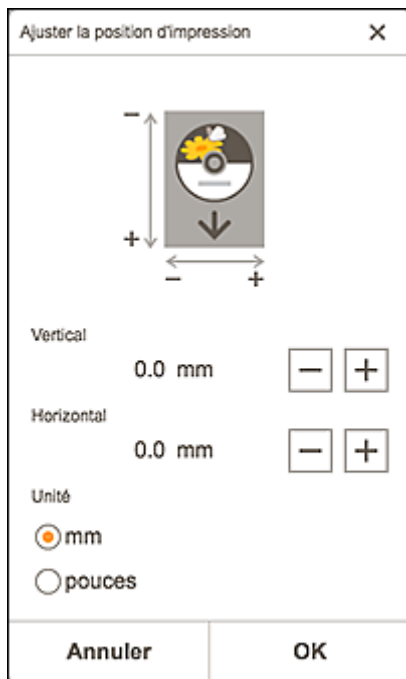 Ajuster la position d'impression ×
−
+
− +
Vertical
0.0 mm − +
Horizontal
0.0 mm − +
Unité
mm
pouces
Annuler OK